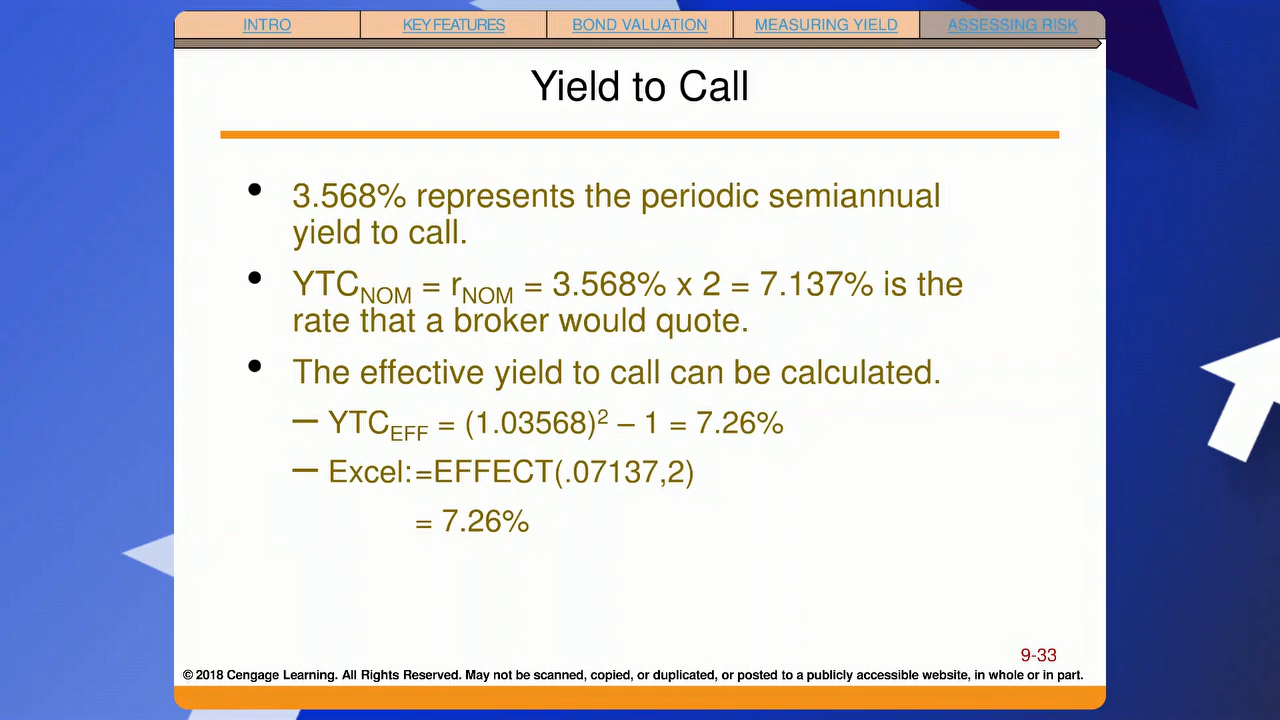 INTRO KEY FEATURES BOND VALUATION MEASURING YIELD ASSESSING RISK
Yield to Call
• 3.568% represents the periodic semiannual
yield to call.
• YTCNOM = rNOM = 3.568% x 2 = 7.137% is the
rate that a broker would quote.
• The effective yield to call can be calculated.
– YTCEFF = (1.03568)² – 1 = 7.26%
– Excel: =EFFECT(.07137,2)
= 7.26%
9-33
© 2018 Cengage Learning. All Rights Reserved. May not be scanned, copied, or duplicated, or posted to a publicly accessible website, in whole or in part.